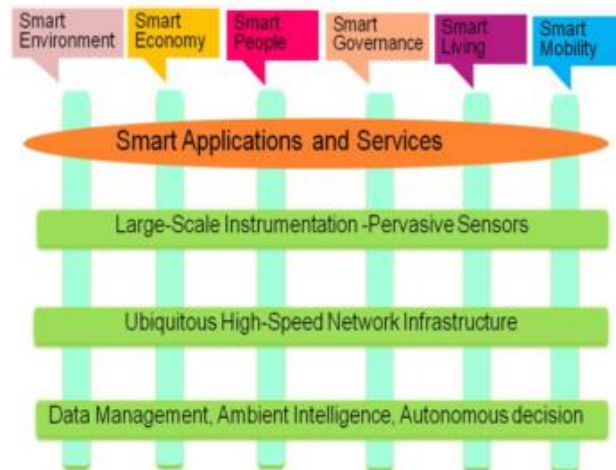 Smart
Environment
Smart
Economy
Smart
People
Smart
Governance
Smart
Living
Smart
Mobility
Smart Applications and Services
Large-Scale Instrumentation -Pervasive Sensors
Ubiquitous High-Speed Network Infrastructure
Data Management, Ambient Intelligence, Autonomous decision